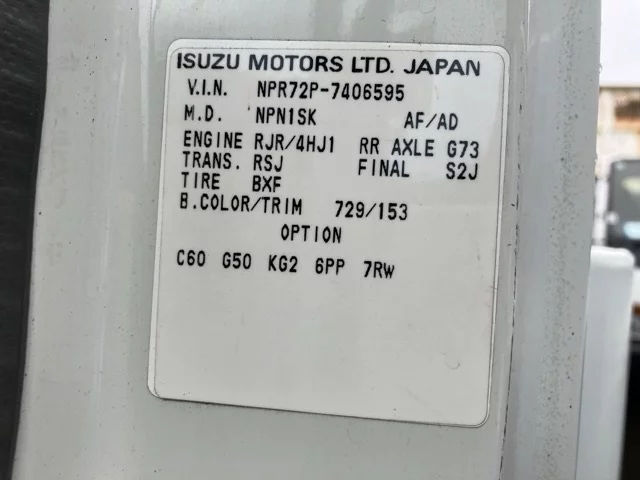 ISUZU MOTORS LTD. JAPAN
V.I.N. NPR72P-7406595
M.D. NPN1SK AF/AD
ENGINE RJR/4HJ1 RR AXLE G73
TRANS. RSJ FINAL S2J
TIRE BXF
B.COLOR/TRIM 729/153
OPTION
C60 G50 KG2 6PP 7RW